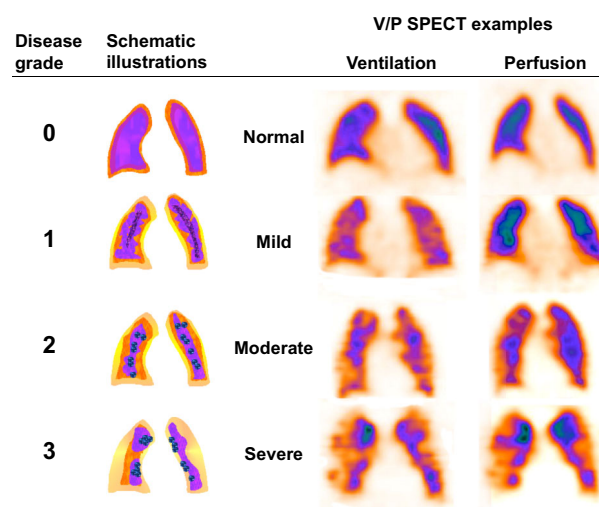 V/P SPECT examples
Disease grade
Schematic illustrations
Ventilation
Perfusion
0
Normal
1
Mild
2
Moderate
3
Severe